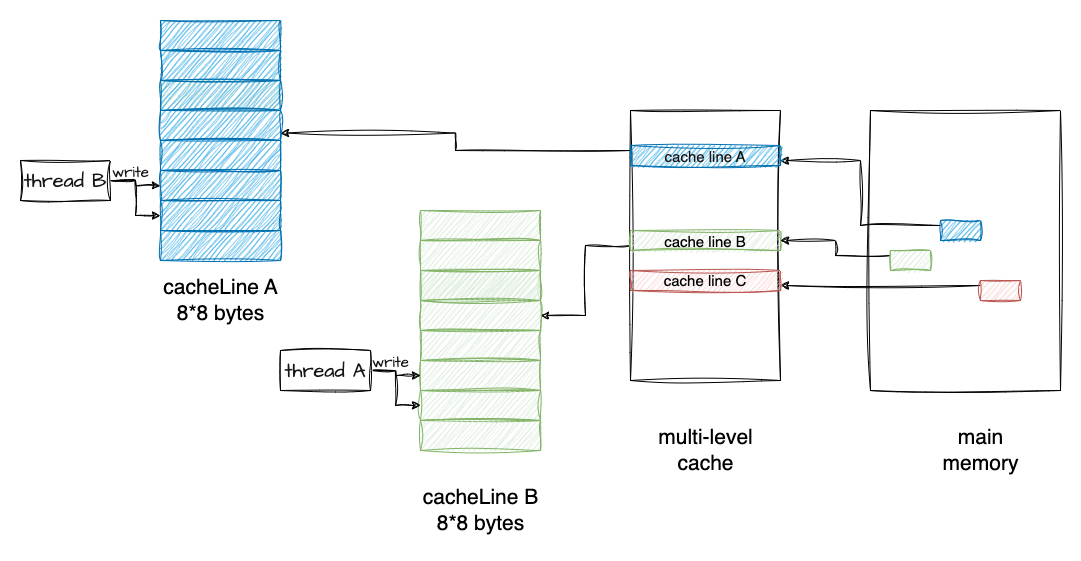 write
thread B
cacheLine A
8*8 bytes
write
thread A
cacheLine B
8*8 bytes
cache line A
cache line B
cache line C
multi-level
cache
main
memory